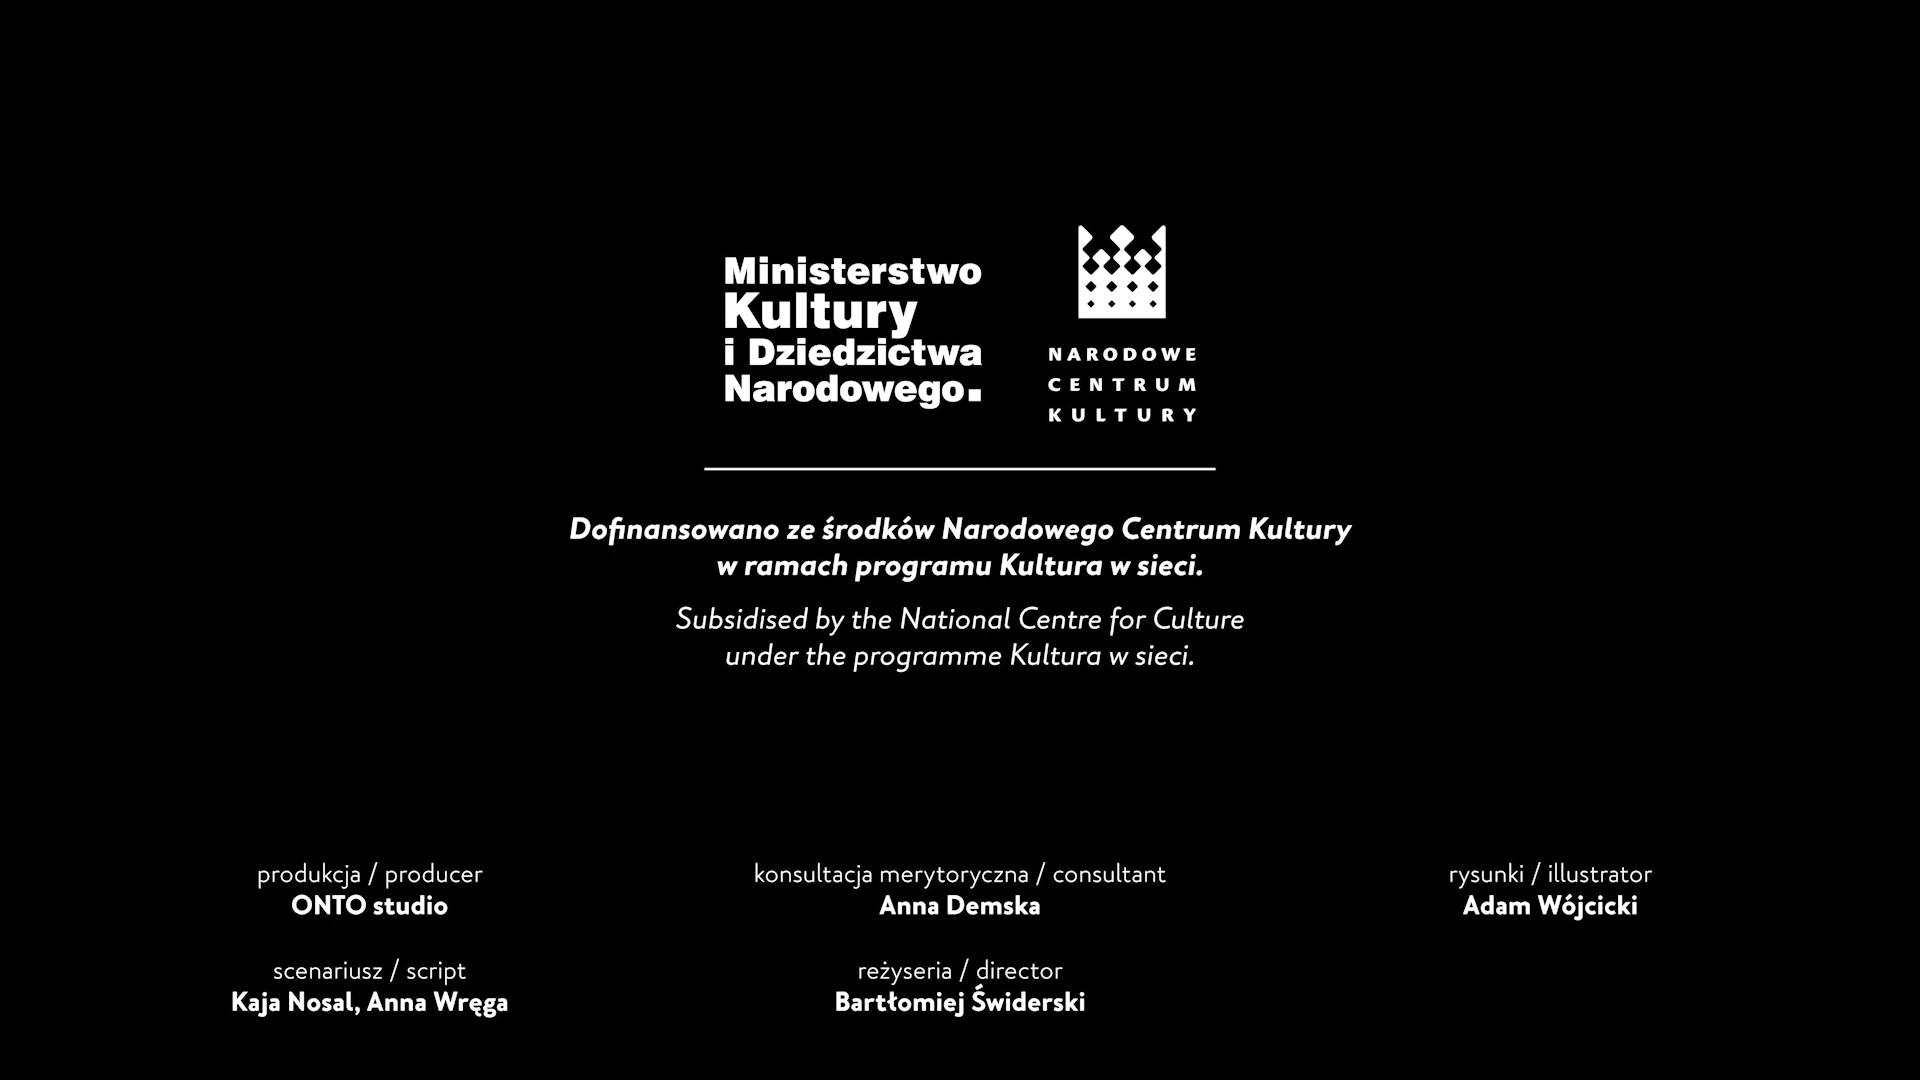 Ministerstwo
Kultury
i Dziedzictwa
Narodowego.
NARODOWE
CENTRUM
KULTURY
Dofinansowano ze środków Narodowego Centrum Kultury
w ramach programu Kultura w sieci.
Subsidised by the National Centre for Culture
under the programme Kultura w sieci.
produkcja / producer
ONTO studio
scenariusz / script
Kaja Nosal, Anna Wręga
konsultacja merytoryczna / consultant
Anna Demska
reżyseria / director
Bartłomiej Świderski
rysunki / illustrator
Adam Wójcicki